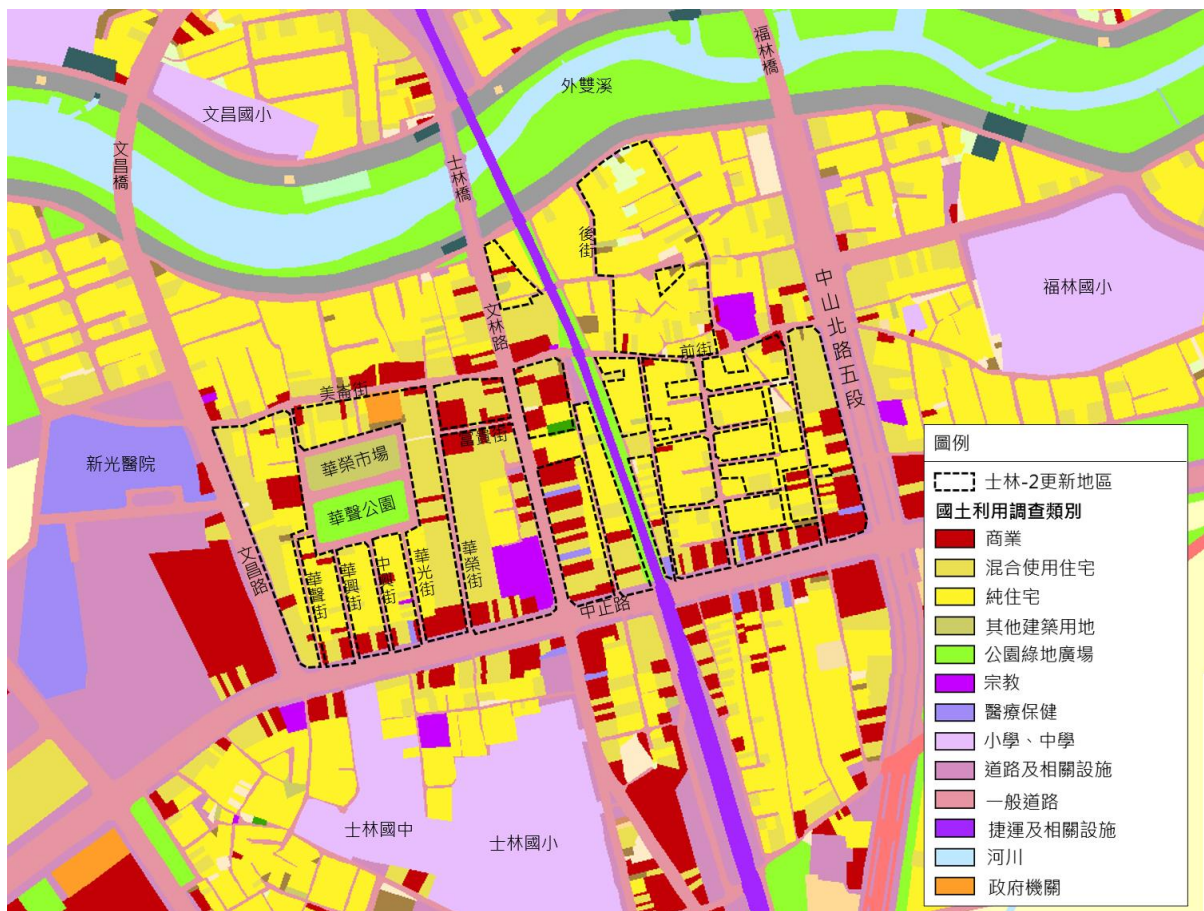 文昌國小
外雙溪
福林橋
文昌橋
士林橋
後街
福林國小
中山北路五段
文林路
前街
美崙街
富貴街
華榮市場
新光醫院
華聲公園
文昌路
華聲街
華興街
中興街
華光街
華榮街
中正路
士林國中
士林國小
圖例
士林-2更新地區
國土利用調查類別
商業
混合使用住宅
純住宅
其他建築用地
公園綠地廣場
宗教
醫療保健
小學、中學
道路及相關設施
一般道路
捷運及相關設施
河川
政府機關